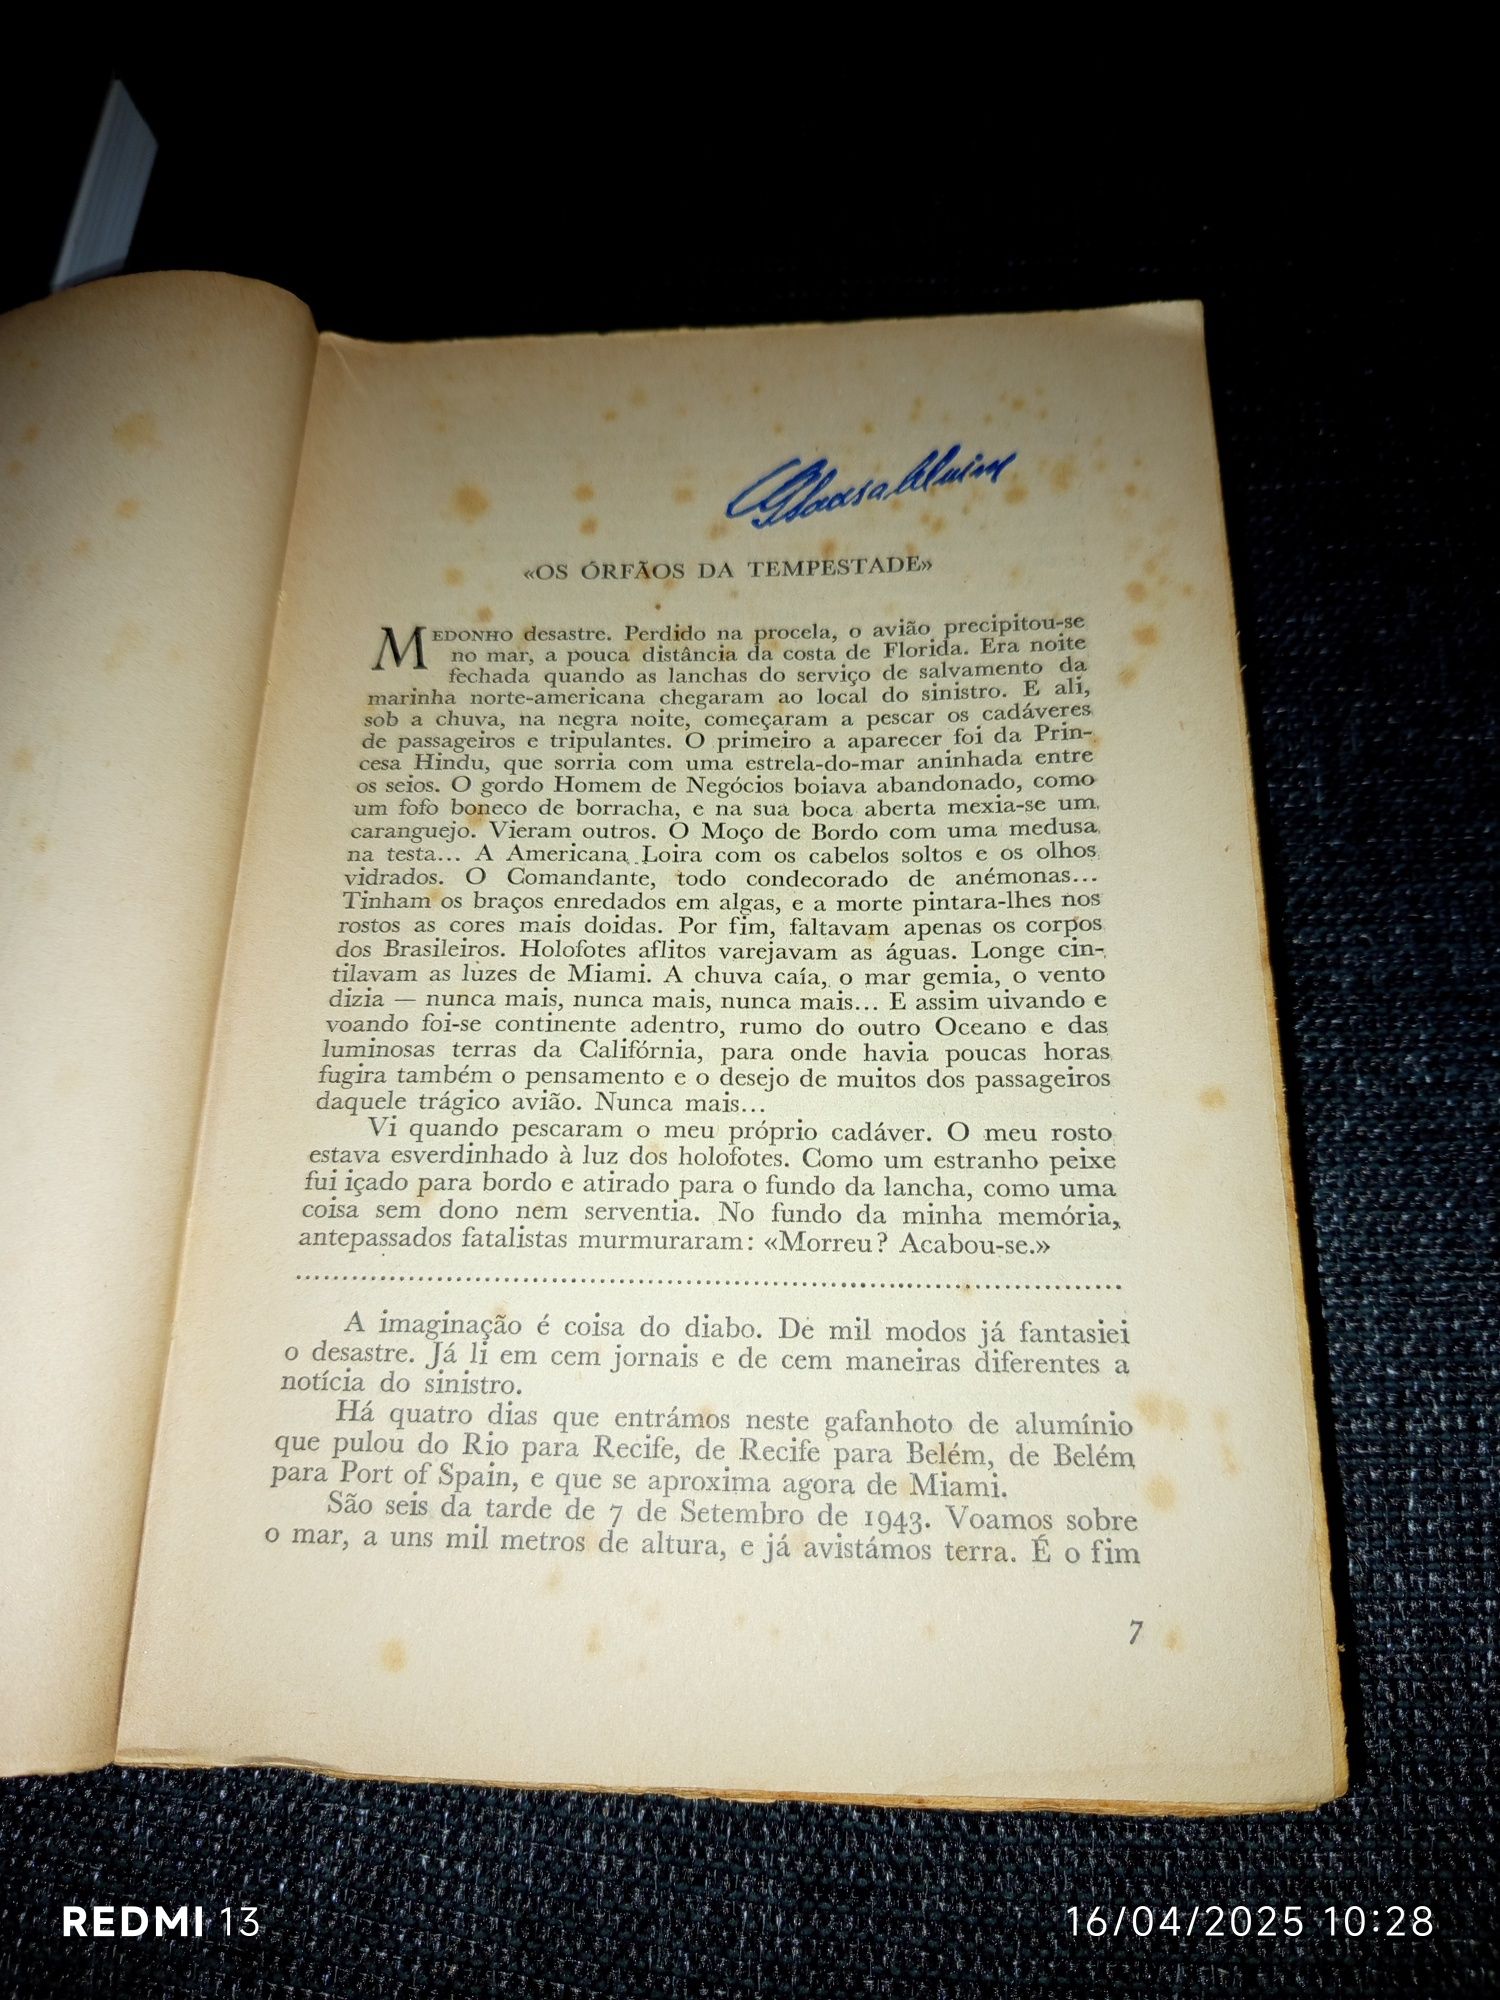 «OS ÓRFÃOS DA TEMPESTADE»
MEDONHO desastre. Perdido na procela, o avião precipitou-se
no mar, a pouca distância da costa de Florida. Era noite
fechada quando as lanchas do serviço de salvamento da
marinha norte-americana chegaram ao local do sinistro. E ali,
sob a chuva, na negra noite, começaram a pescar os cadáveres
de passageiros e tripulantes. O primeiro a aparecer foi da Prin-
cesa Hindu, que sorria com uma estrela-do-mar aninhada entre
os seios. O gordo Homem de Negócios boiava abandonado, como
um fofo boneco de borracha, e na sua boca aberta mexia-se um
caranguejo. Vieram outros. O Moço de Bordo com uma medusa
na testa... A Americana Loira com os cabelos soltos e os olhos
vidrados. O Comandante, todo condecorado de anémonas...
Tinham os braços enredados em algas, e a morte pintara-lhes nos
rostos as cores mais doidas. Por fim, faltavam apenas os corpos
dos Brasileiros. Holofotes aflitos varejavam as águas. Longe cin-
tilavam as luzes de Miami. A chuva caía, o mar gemia, o vento
dizia — nunca mais, nunca mais, nunca mais... E assim uivando e
voando foi-se continente adentro, rumo do outro Oceano e das
luminosas terras da Califórnia, para onde havia poucas horas
fugira também o pensamento e o desejo de muitos dos passageiros
daquele trágico avião. Nunca mais...
Vi quando pescaram o meu próprio cadáver. O meu rosto
estava esverdinhado à luz dos holofotes. Como um estranho peixe
fui içado para bordo e atirado para o fundo da lancha, como uma
coisa sem dono nem serventia. No fundo da minha memória,
antepassados fatalistas murmuraram: «Morreu? Acabou-se.»
A imaginação é coisa do diabo. De mil modos já fantasiei
o desastre. Já li em cem jornais e de cem maneiras diferentes a
notícia do sinistro.
Há quatro dias que entrámos neste gafanhoto de alumínio
que pulou do Rio para Recife, de Recife para Belém, de Belém
para Port of Spain, e que se aproxima agora de Miami.
São seis da tarde de 7 de Setembro de 1943. Voamos sobre
o mar, a uns mil metros de altura, e já avistámos terra. É o fim
7
REDMI 13
16/04/2025 10:28